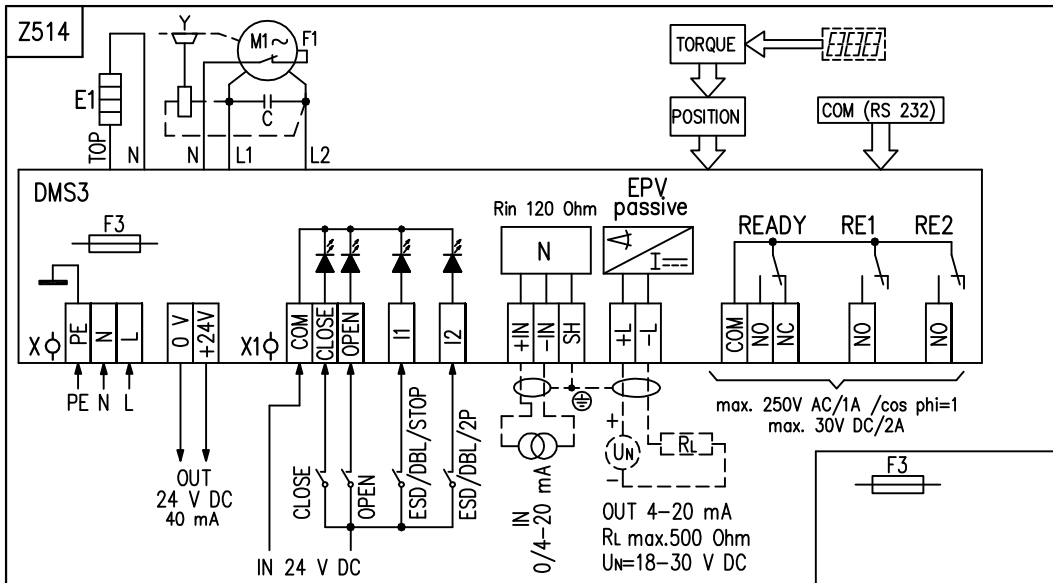 Z514
Y
M1 ~
F1
E1
C
TOP
N
N
L1
L2
TORQUE
POSITION
COM (RS 232)
DMS3
F3
Rin 120 Ohm
N
EPV
passive
I
READY
RE1
RE2
X
PE
N
L
0 V
+24V
X1
COM
CLOSE
OPEN
I1
I2
+IN
-IN
SH
+L
-L
COM
NO
NC
NO
NO
PE
N
L
OUT
24 V DC
40 mA
CLOSE
OPEN
ESD/DBL/STOP
ESD/DBL/2P
IN 24 V DC
IN
0/4-20 mA
+
UN
-
RL
OUT 4-20 mA
RL max.500 Ohm
UN=18-30 V DC
max. 250V AC/1A /cos phi=1
max. 30V DC/2A
F3